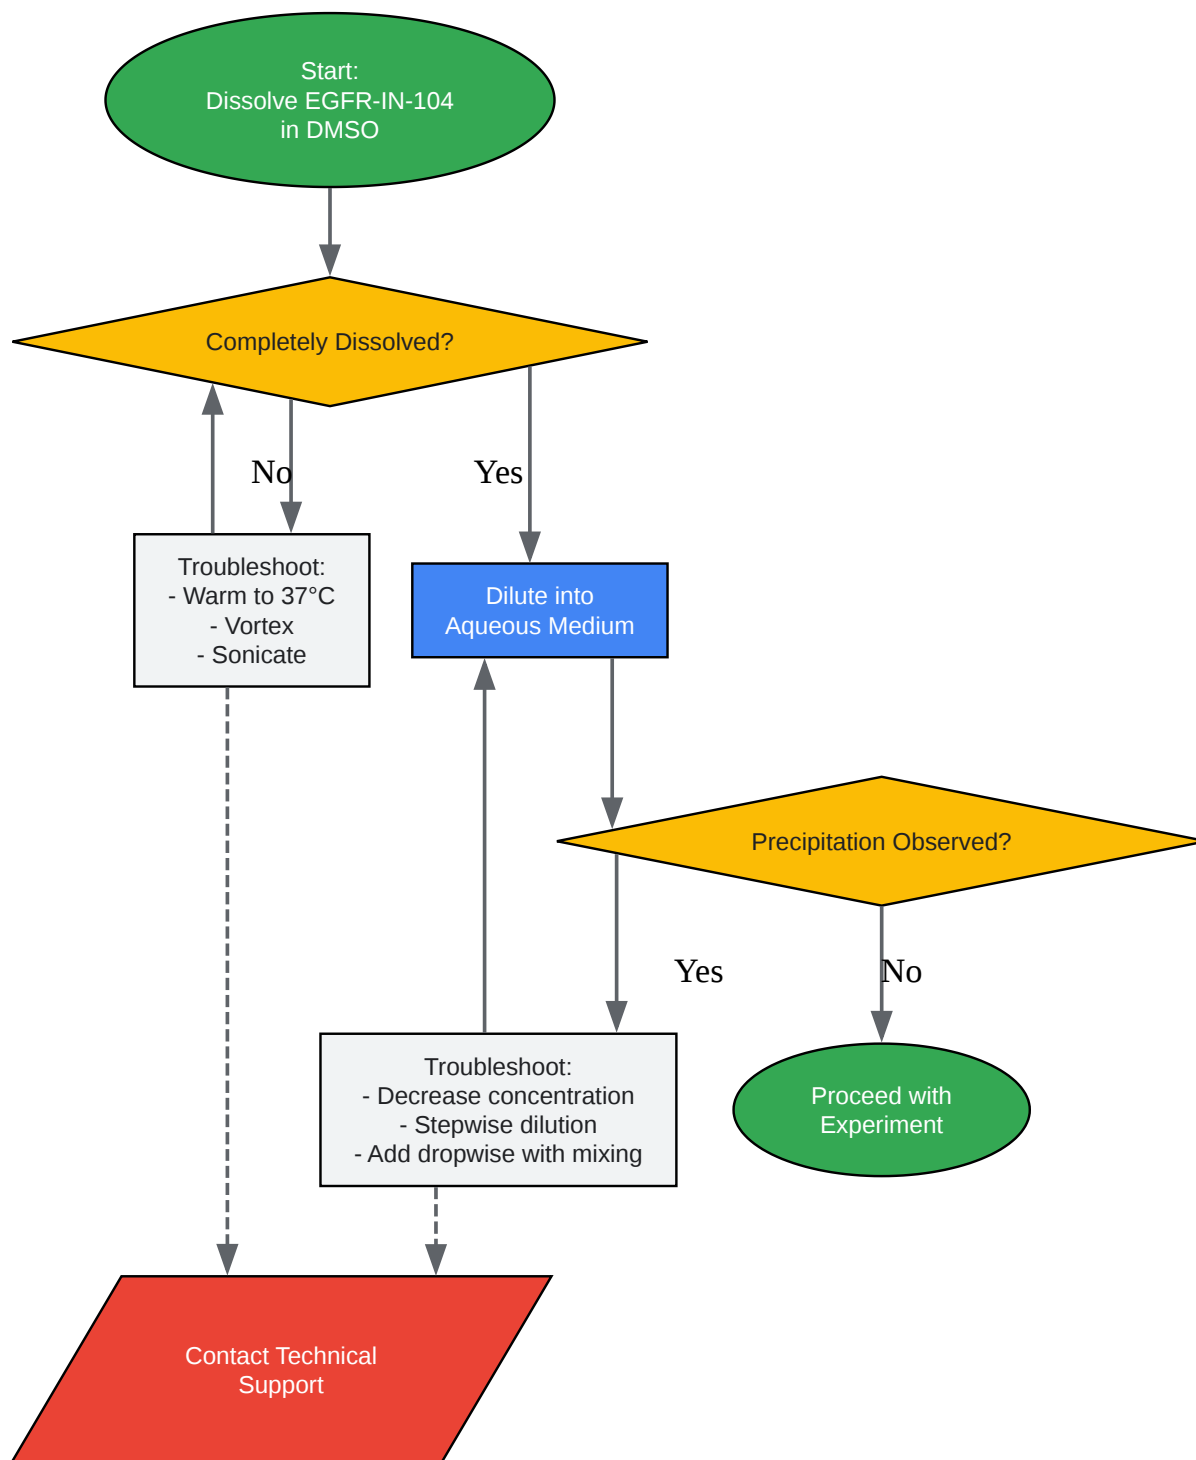 Start:
Dissolve EGFR-IN-104
in DMSO
Completely Dissolved?
No
Yes
Troubleshoot:
- Warm to 37°C
- Vortex
- Sonicate
Dilute into
Aqueous Medium
Precipitation Observed?
Yes
No
Troubleshoot:
- Decrease concentration
- Stepwise dilution
- Add dropwise with mixing
Proceed with
Experiment
Contact Technical
Support